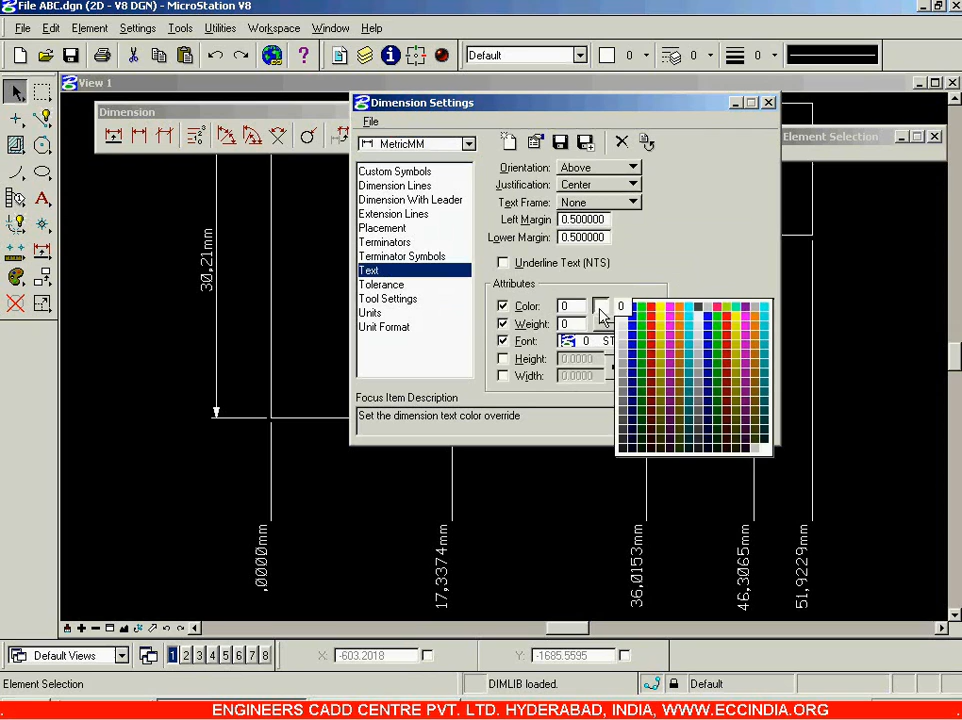 File ABC.dgn (2D - V8 DGN) - MicroStation V8
File Edit Element Settings Tools Utilities Workspace Window Help
Default 0 0 0
View 1
Dimension
Element Selection
Dimension Settings
File
MetricMM
Custom Symbols
Dimension Lines
Dimension With Leader
Extension Lines
Placement
Terminators
Terminator Symbols
Text
Tolerance
Tool Settings
Units
Unit Format
Orientation: Above
Justification: Center
Text Frame: None
Left Margin 0.500000
Lower Margin: 0.500000
Underline Text (NTS)
Attributes
Color: 0 0
Weight: 0
Font: 0 ST
Height: 0.0000
Width: 0.0000
Focus Item Description
Set the dimension text color override
30,21mm
,0000mm
17,3374mm
36,0153mm
46,3065mm
51,9229mm
Default Views 1 2 3 4 5 6 7 8 X: -603.2018 Y: -1685.5595
Element Selection DIMLIB loaded. Default
ENGINEERS CADD CENTRE PVT. LTD. HYDERABAD, INDIA, WWW.ECCINDIA.ORG